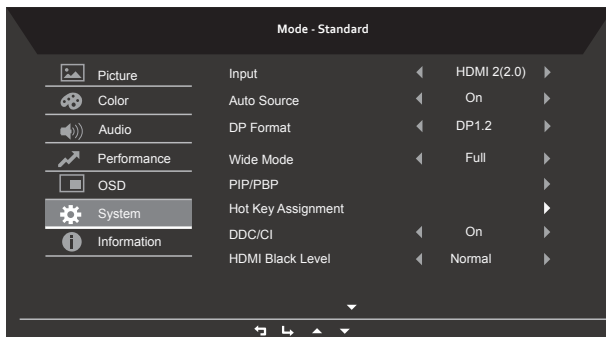 Mode - Standard
Picture
Color
Audio
Performance
OSD
System
Information
Input HDMI 2(2.0)
Auto Source On
DP Format DP1.2
Wide Mode Full
PIP/PBP
Hot Key Assignment
DDC/CI On
HDMI Black Level Normal